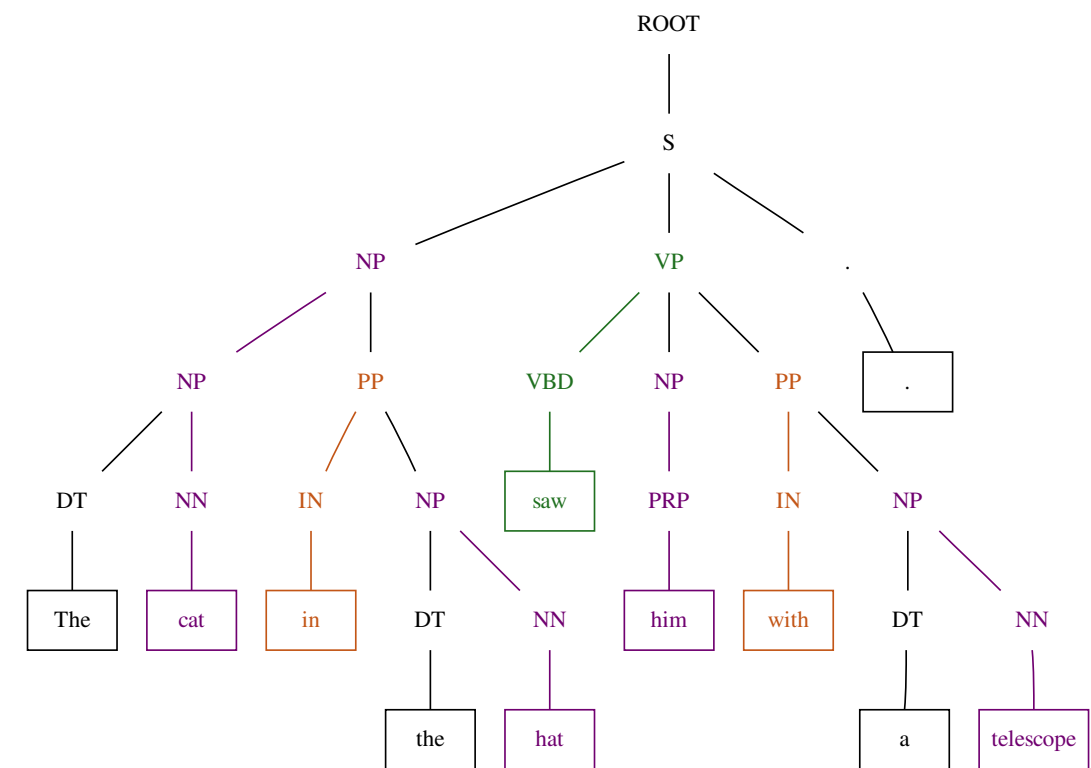 ROOT
S
NP VP .
NP PP VBD NP PP .
DT NN IN NP saw PRP IN NP
The cat in DT NN him with DT NN
the hat a telescope